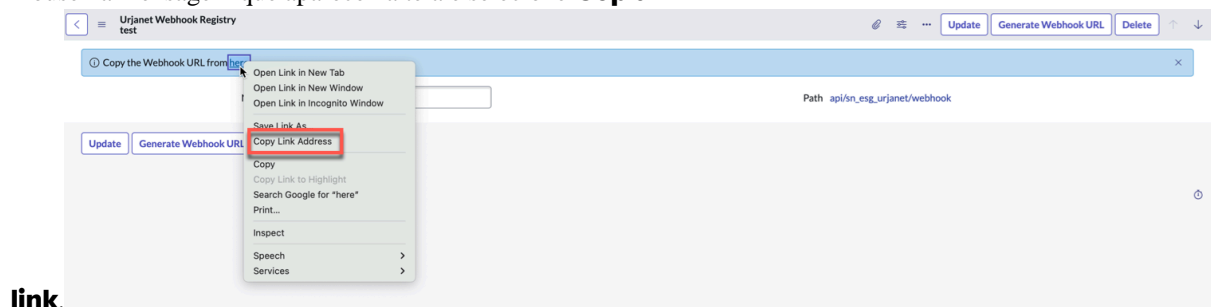 Urjanet Webhook Registry
test
Update
Generate Webhook URL
Delete
Copy the Webhook URL from here
Open Link in New Tab
Open Link in New Window
Open Link in Incognito Window
Path api/sn_esg_urjanet/webhook
Save Link As
Update
Generate Webhook URL
Copy Link Address
Copy
Copy Link to Highlight
Search Google for "here"
Print...
Inspect
Speech
Services
link.